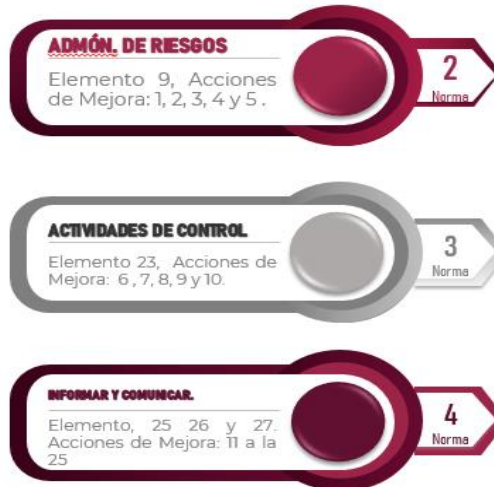 ADMÓN. DE RIESGOS
Elemento 9, Acciones
de Mejora: 1, 2, 3, 4 y 5 .
2
Norma
ACTIVIDADES DE CONTROL
Elemento 23, Acciones de
Mejora: 6 , 7, 8, 9 y 10.
3
Norma
INFORMAR Y COMUNICAR.
Elemento, 25 26 y 27.
Acciones de Mejora: 11 a la
25
4
Norma